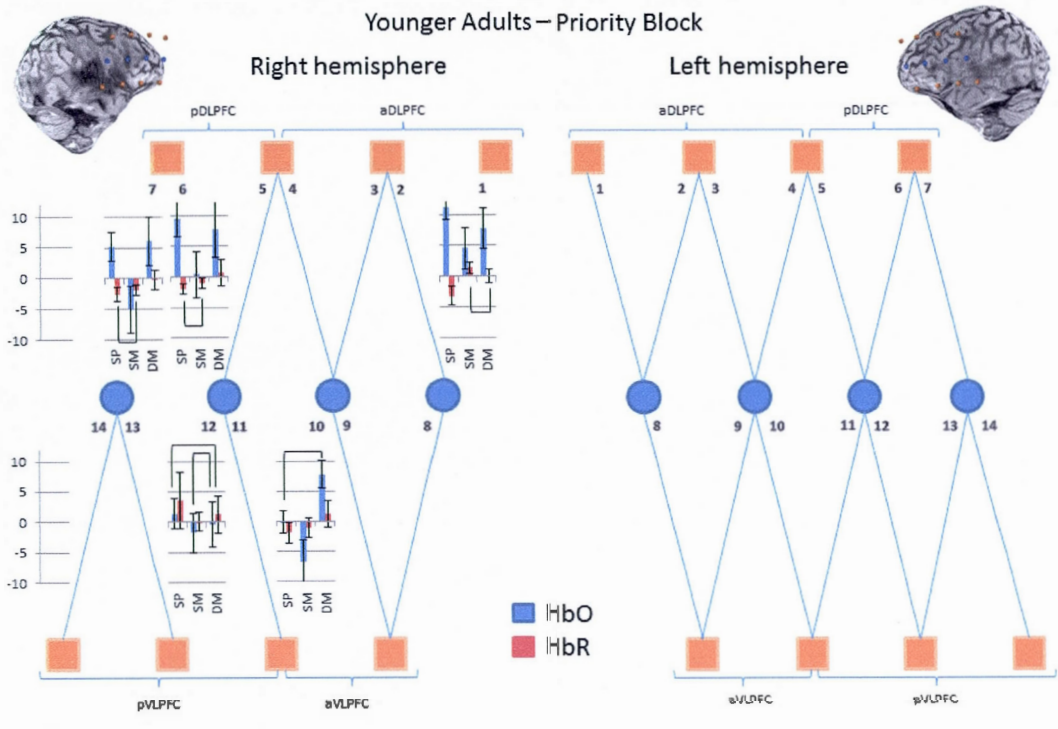 Younger Adults – Priority Block
Right hemisphere
Left hemisphere
pDLPFC
aDLPFC
aDLPFC
pDLPFC
7 6 5 4 3 2 1
1 2 3 4 5 6 7
10
5
0
-5
-10
SP SM DM
SP SM DM
SP SM DM
14 13 12 11 10 9 8
8 9 10 11 12 13 14
10
5
0
-5
-10
SP SM DM
SP SM DM
HbO
HbR
pVLPFC
aVLPFC
aVLPFC
pVLPFC